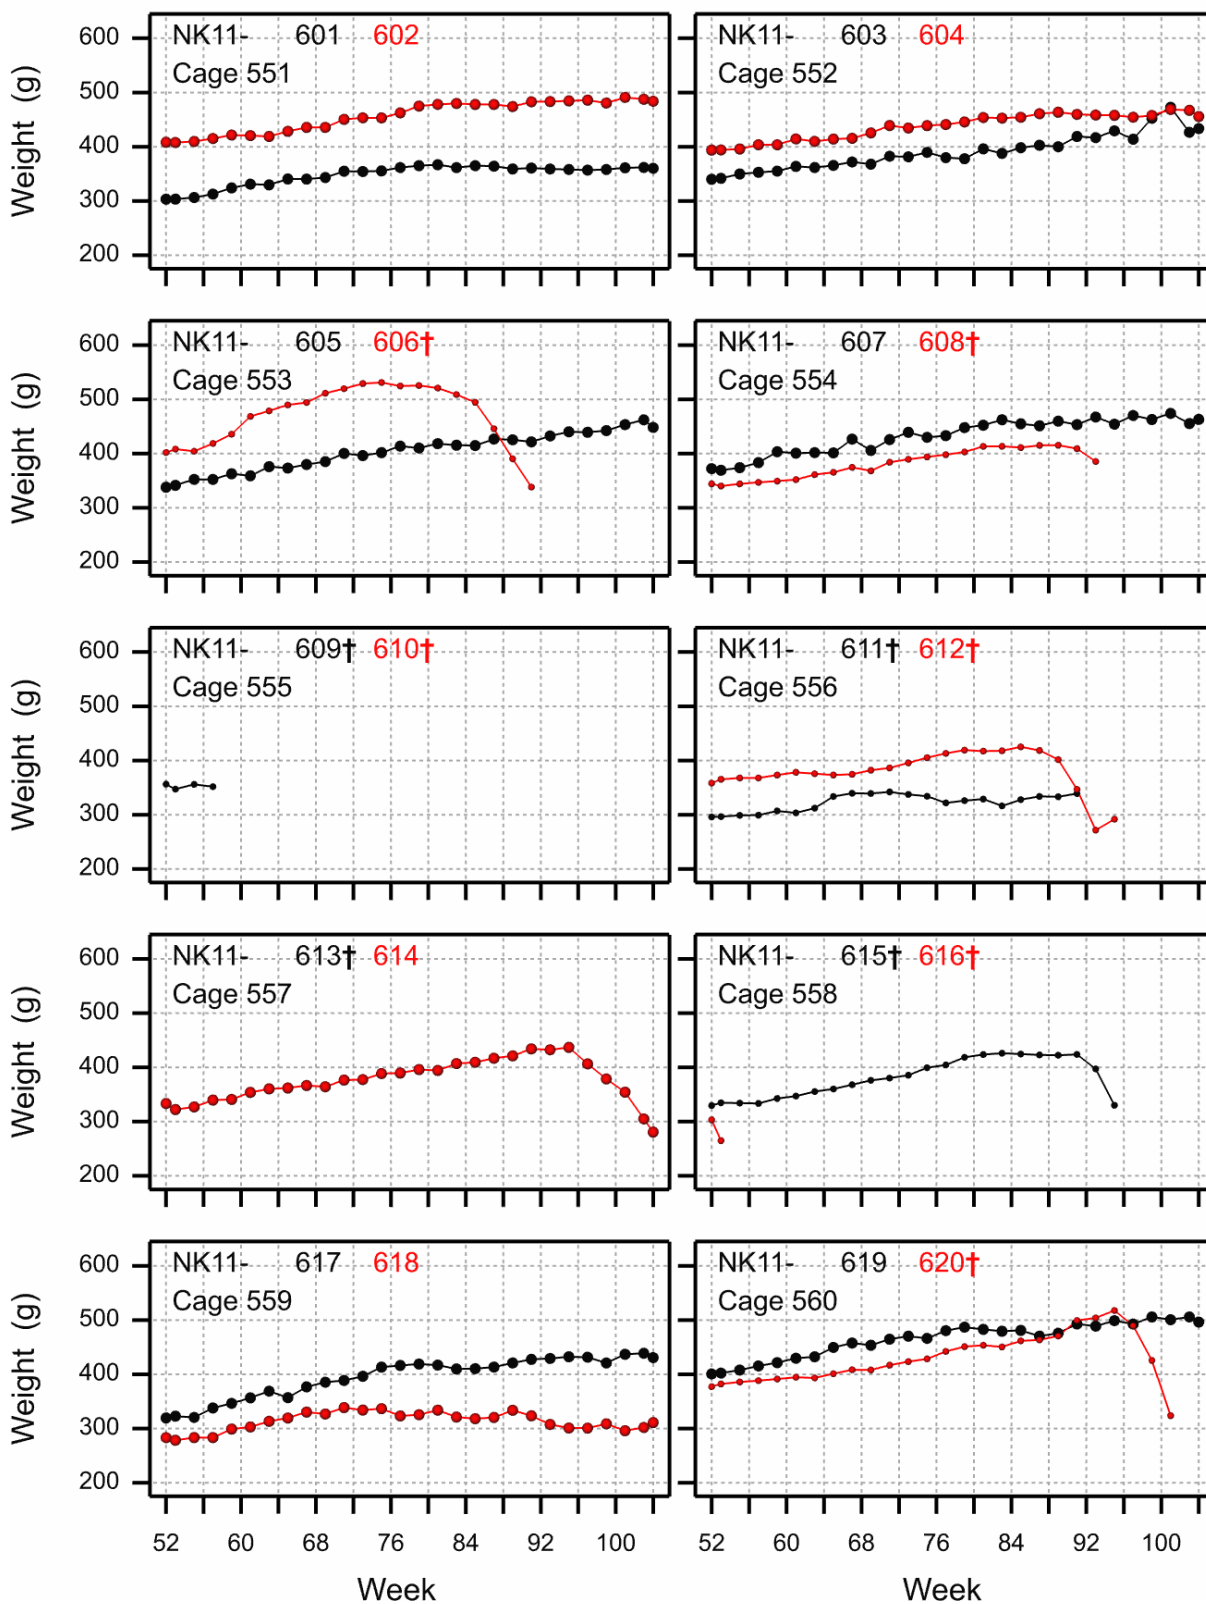 NK11- 601 602
Cage 551
Weight (g)
600
500
400
300
200
NK11- 603 604
Cage 552
NK11- 605 606†
Cage 553
Weight (g)
600
500
400
300
200
NK11- 607 608†
Cage 554
NK11- 609† 610†
Cage 555
Weight (g)
600
500
400
300
200
NK11- 611† 612†
Cage 556
NK11- 613† 614
Cage 557
Weight (g)
600
500
400
300
200
NK11- 615† 616†
Cage 558
NK11- 617 618
Cage 559
Weight (g)
600
500
400
300
200
NK11- 619 620†
Cage 560
52 60 68 76 84 92 100
Week
52 60 68 76 84 92 100
Week